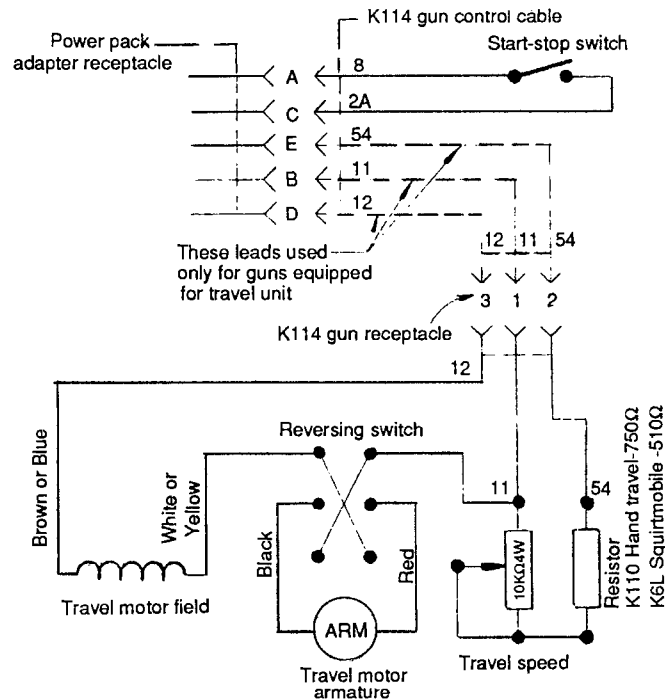 K114 gun control cable
Power pack
adapter receptacle
Start-stop switch
A
8
C
2A
E
54
B
11
D
12
These leads used
only for guns equipped
for travel unit
12 11 54
3 1 2
K114 gun receptacle
12
Reversing switch
Brown or Blue
White or
Yellow
11
54
Black
Red
10KΩ4W
Resistor
K110 Hand travel-750Ω
K6L Squirtmobile -510Ω
Travel motor field
ARM
Travel motor
armature
Travel speed